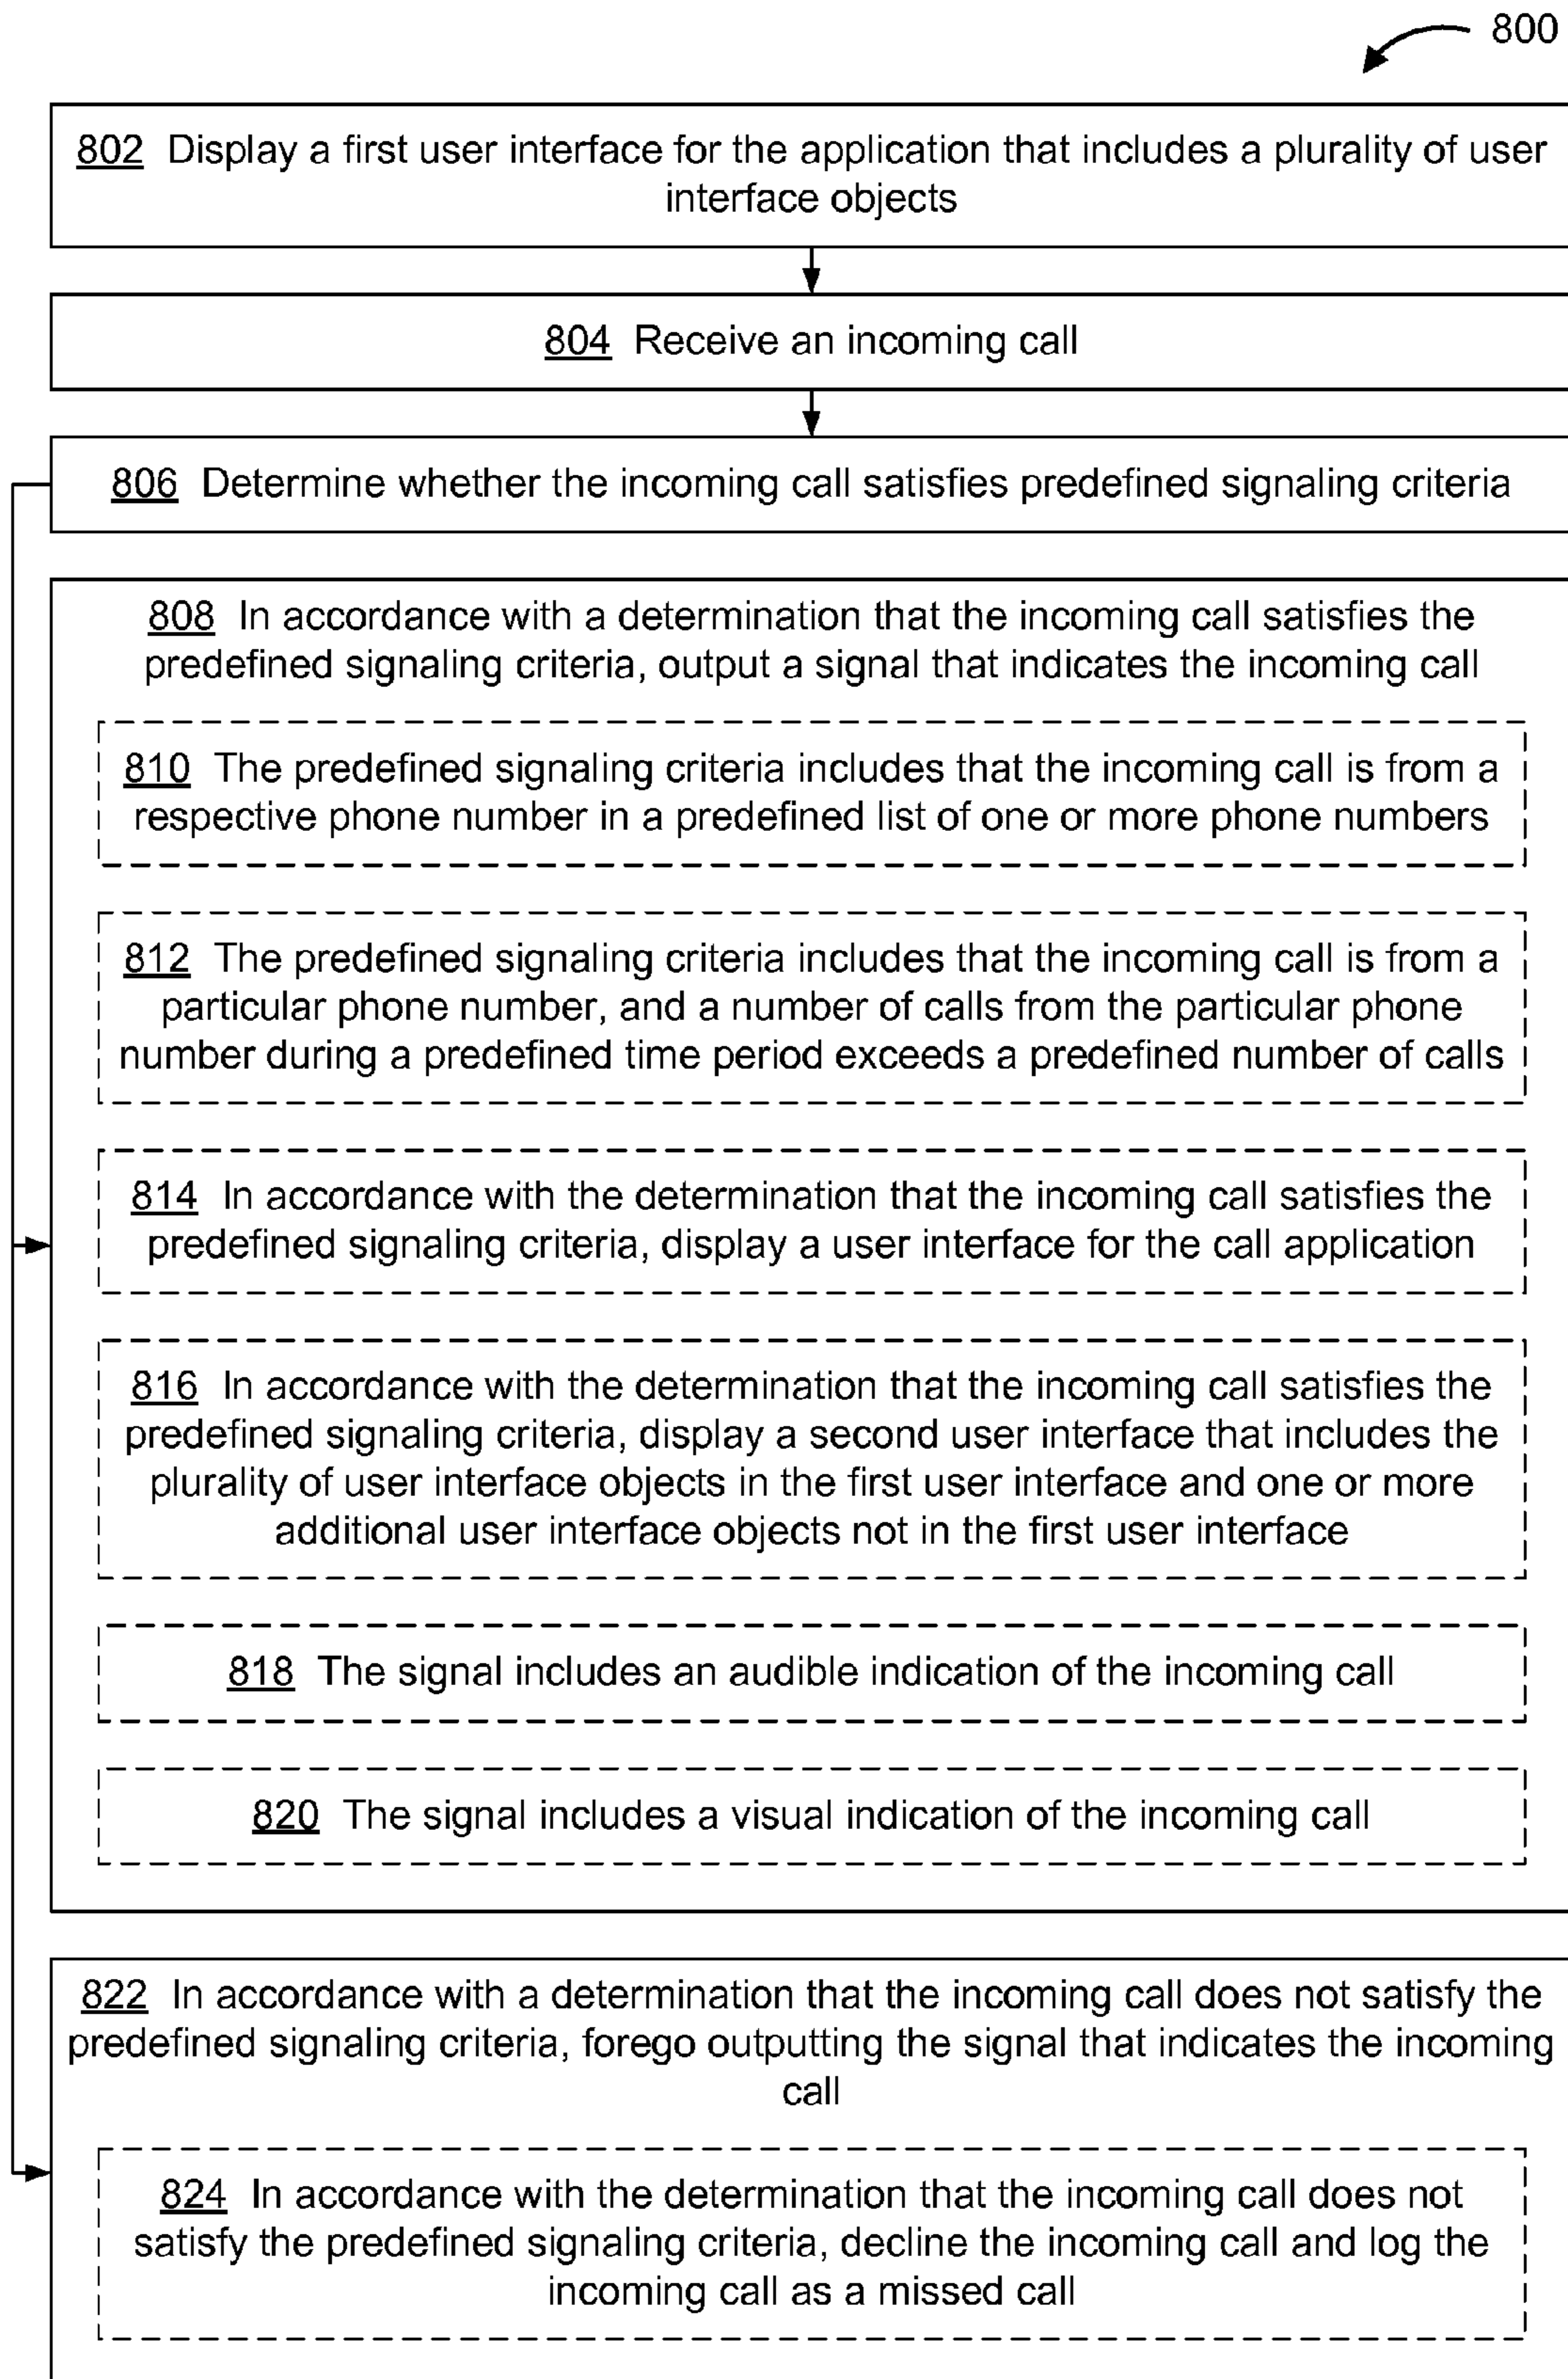 800
802 Display a first user interface for the application that includes a plurality of user
interface objects
804 Receive an incoming call
806 Determine whether the incoming call satisfies predefined signaling criteria
808 In accordance with a determination that the incoming call satisfies the
predefined signaling criteria, output a signal that indicates the incoming call
810 The predefined signaling criteria includes that the incoming call is from a
respective phone number in a predefined list of one or more phone numbers
812 The predefined signaling criteria includes that the incoming call is from a
particular phone number, and a number of calls from the particular phone
number during a predefined time period exceeds a predefined number of calls
814 In accordance with the determination that the incoming call satisfies the
predefined signaling criteria, display a user interface for the call application
816 In accordance with the determination that the incoming call satisfies the
predefined signaling criteria, display a second user interface that includes the
plurality of user interface objects in the first user interface and one or more
additional user interface objects not in the first user interface
818 The signal includes an audible indication of the incoming call
820 The signal includes a visual indication of the incoming call
822 In accordance with a determination that the incoming call does not satisfy the
predefined signaling criteria, forego outputting the signal that indicates the incoming
call
824 In accordance with the determination that the incoming call does not
satisfy the predefined signaling criteria, decline the incoming call and log the
incoming call as a missed call